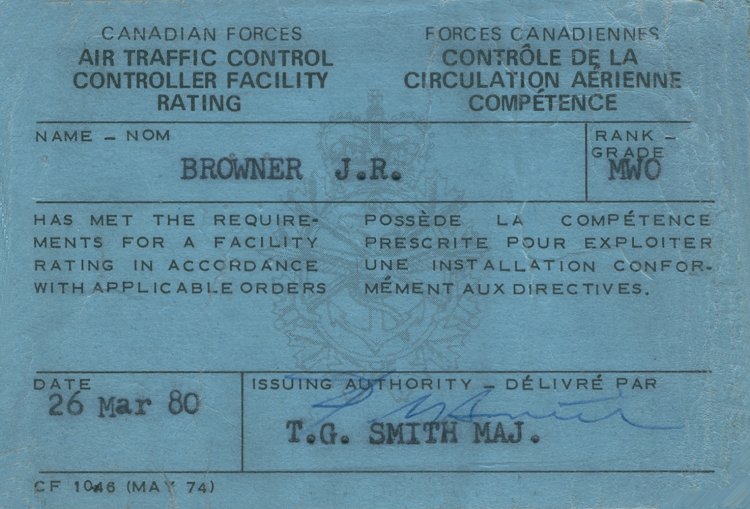 CANADIAN FORCES
AIR TRAFFIC CONTROL
CONTROLLER FACILITY
RATING
FORCES CANADIENNES
CONTRÔLE DE LA
CIRCULATION AÉRIENNE
COMPÉTENCE
NAME – NOM
BROWNER J.R.
RANK –
GRADE
MWO
HAS MET THE REQUIRE-
MENTS FOR A FACILITY
RATING IN ACCORDANCE
WITH APPLICABLE ORDERS
POSSÈDE LA COMPÉTENCE
PRESCRITE POUR EXPLOITER
UNE INSTALLATION CONFOR-
MÉMENT AUX DIRECTIVES.
DATE
26 Mar 80
ISSUING AUTHORITY – DÉLIVRÉ PAR
T.G. SMITH MAJ.
CF 1046 (MAY 74)